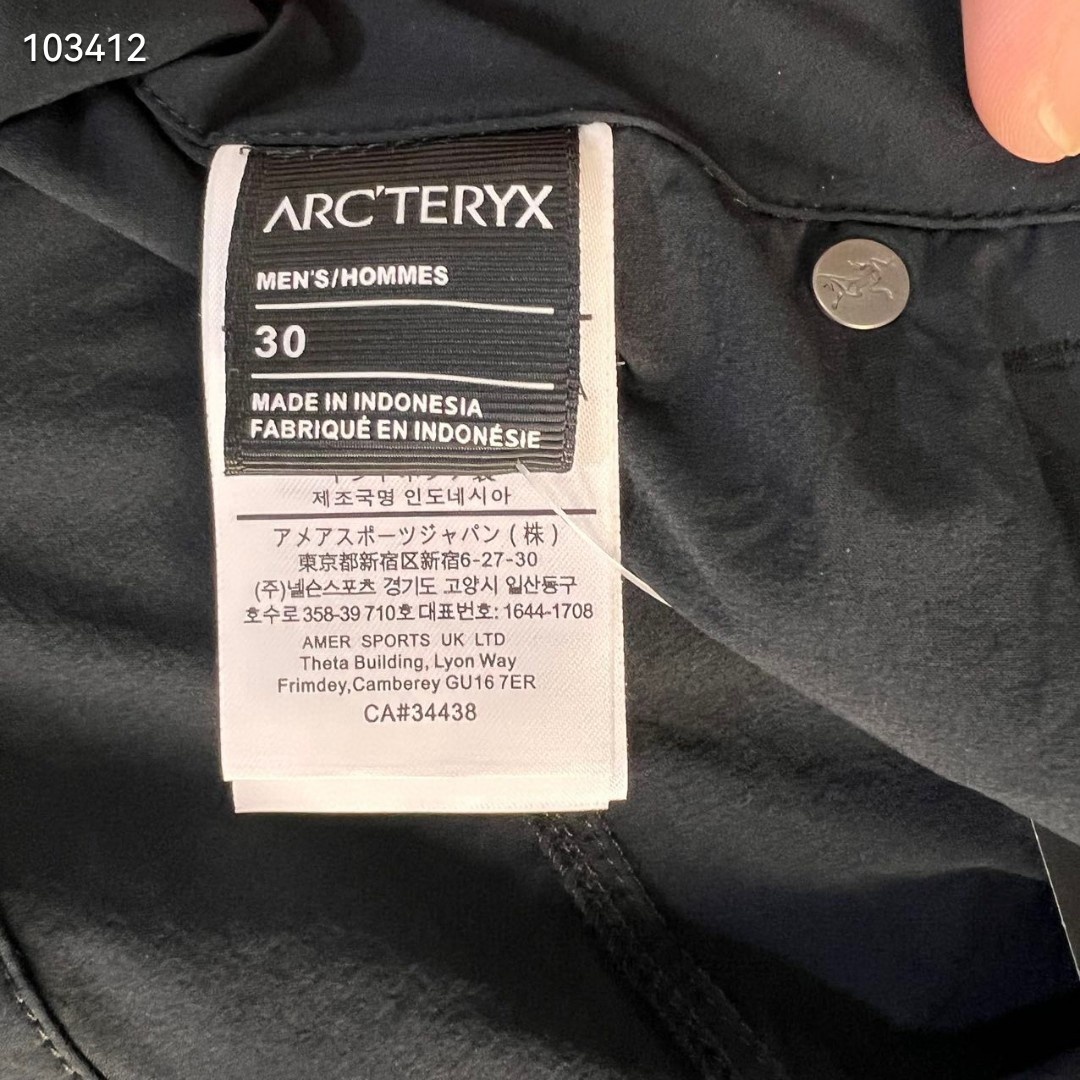 103412
ARC'TERYX
MEN'S/HOMMES
30
MADE IN INDONESIA
FABRIQUÉ EN INDONÉSIE
제조국명 인도네시아
アメアスポーツジャパン(株)
東京都新宿区新宿6-27-30
(주)넬슨스포츠 경기도 고양시 일산동구
호수로 358-39 710호 대표번호: 1644-1708
AMER SPORTS UK LTD
Theta Building, Lyon Way
Frimdey,Camberey GU16 7ER
CA#34438